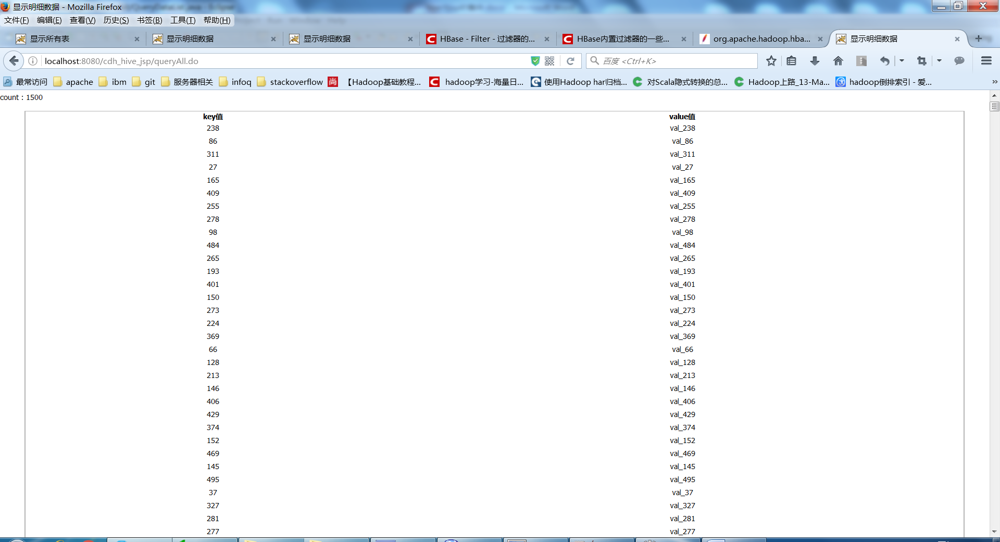 显示明细数据 - Mozilla Firefox
文件(F) 编辑(E) 查看(V) 历史(S) 书签(B) 工具(T) 帮助(H)
显示所有表 显示明细数据 显示明细数据 HBase - Filter - 过滤器的... HBase内置过滤器的一些... org.apache.hadoop.hba... 显示明细数据
localhost:8080/cdh_hive_jsp/queryAll.do 百度 <Ctrl+K>
最常访问 apache ibm git 服务器相关 infoq stackoverflow 尚 【Hadoop基础教程... hadoop学习-海量日... 使用Hadoop har归档... 对Scala隐式转换的总... Hadoop上路_13-Ma... hadoop倒排索引 - 爱...
count : 1500
key值 value值
238 val_238
86 val_86
311 val_311
27 val_27
165 val_165
409 val_409
255 val_255
278 val_278
98 val_98
484 val_484
265 val_265
193 val_193
401 val_401
150 val_150
273 val_273
224 val_224
369 val_369
66 val_66
128 val_128
213 val_213
146 val_146
406 val_406
429 val_429
374 val_374
152 val_152
469 val_469
145 val_145
495 val_495
37 val_37
327 val_327
281 val_281
277 val_277